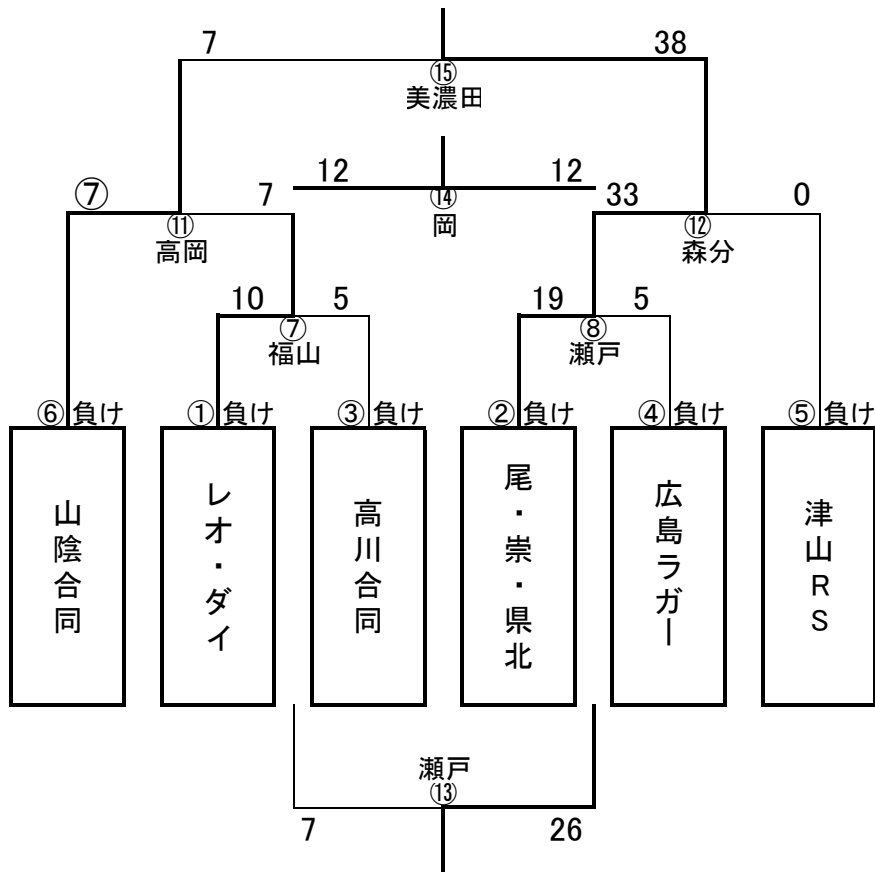 7 38
⑮
美濃田
12 12
⑭
岡
⑦ 7
⑪
高岡
33 0
⑫
森分
10 5
⑦
福山
19 5
⑧
瀬戸
⑥負け
①負け
③負け
②負け
④負け
⑤負け
山陰合同
レオ・ダイ
高川合同
尾・崇・県北
広島ラガー
津山RS
瀬戸
⑬
7 26